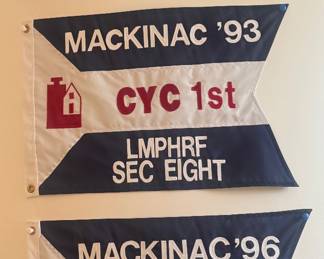 MACKINAC '93
CYC 1st
LMPHRF
SEC EIGHT
MACKINAC '96